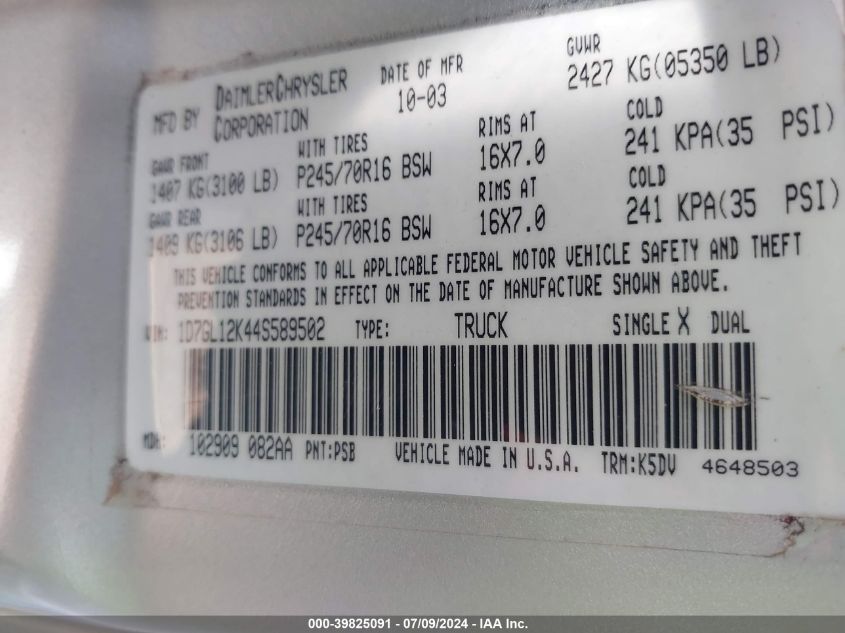 MFD BY DAIMLERCHRYSLER CORPORATION DATE OF MFR 10-03 GVWR 2427 KG(05350 LB)
GAWR FRONT WITH TIRES RIMS AT COLD
1407 KG(3100 LB) P245/70R16 BSW 16X7.0 241 KPA(35 PSI)
GAWR REAR WITH TIRES RIMS AT COLD
1409 KG(3106 LB) P245/70R16 BSW 16X7.0 241 KPA(35 PSI)
THIS VEHICLE CONFORMS TO ALL APPLICABLE FEDERAL MOTOR VEHICLE SAFETY AND THEFT
PREVENTION STANDARDS IN EFFECT ON THE DATE OF MANUFACTURE SHOWN ABOVE.
VIN: 1D7GL12K44S589502 TYPE: TRUCK SINGLE X DUAL
MDH: 102909 082AA PNT:PSB VEHICLE MADE IN U.S.A. TRM:K5DV 4648503
000-39825091 - 07/09/2024 - IAA Inc.